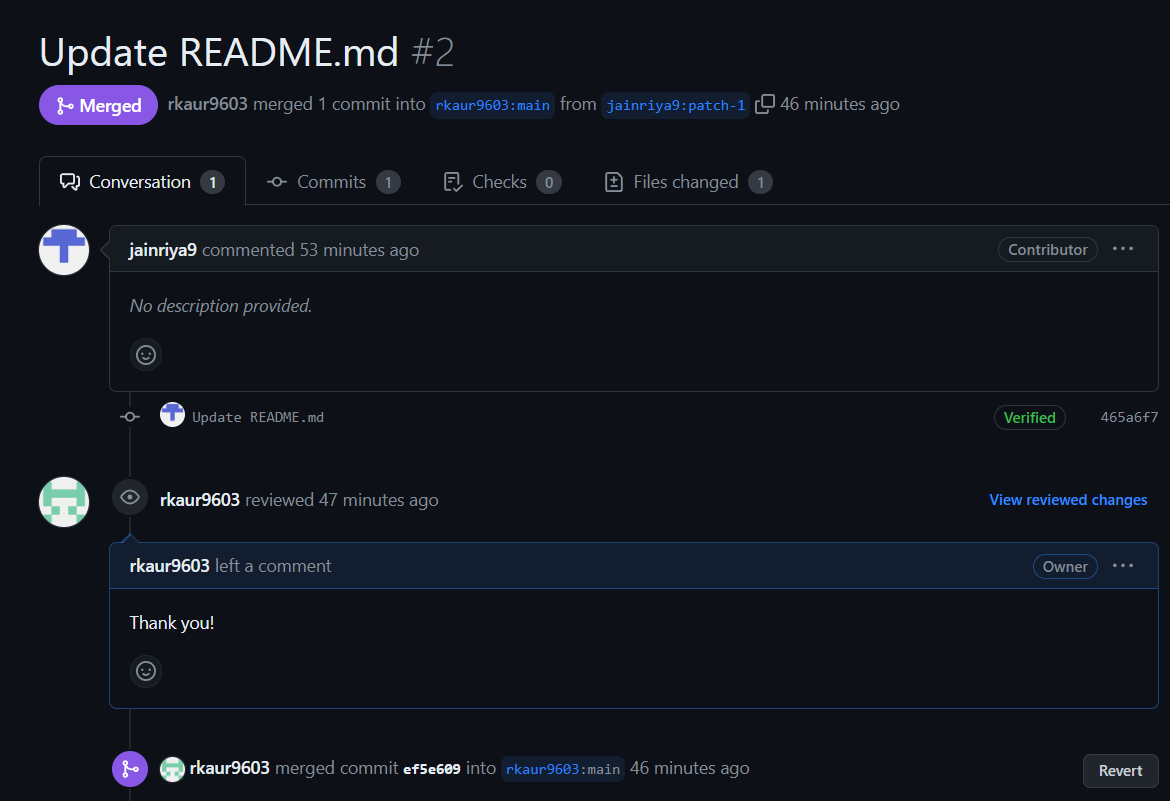 Update README.md #2
Merged rkaur9603 merged 1 commit into rkaur9603:main from jainriya9:patch-1 46 minutes ago
Conversation 1 Commits 1 Checks 0 Files changed 1
jainriya9 commented 53 minutes ago Contributor
No description provided.
Update README.md Verified 465a6f7
rkaur9603 reviewed 47 minutes ago View reviewed changes
rkaur9603 left a comment Owner
Thank you!
rkaur9603 merged commit ef5e609 into rkaur9603:main 46 minutes ago Revert